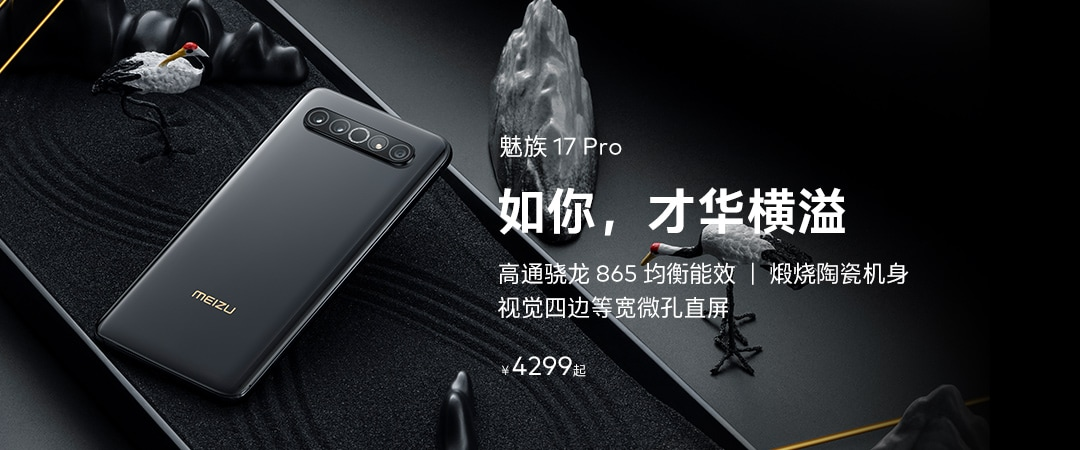 MEIZU
魅族 17 Pro
如你，才华横溢
高通骁龙 865 均衡能效 ｜ 煅烧陶瓷机身
视觉四边等宽微孔直屏
¥4299起